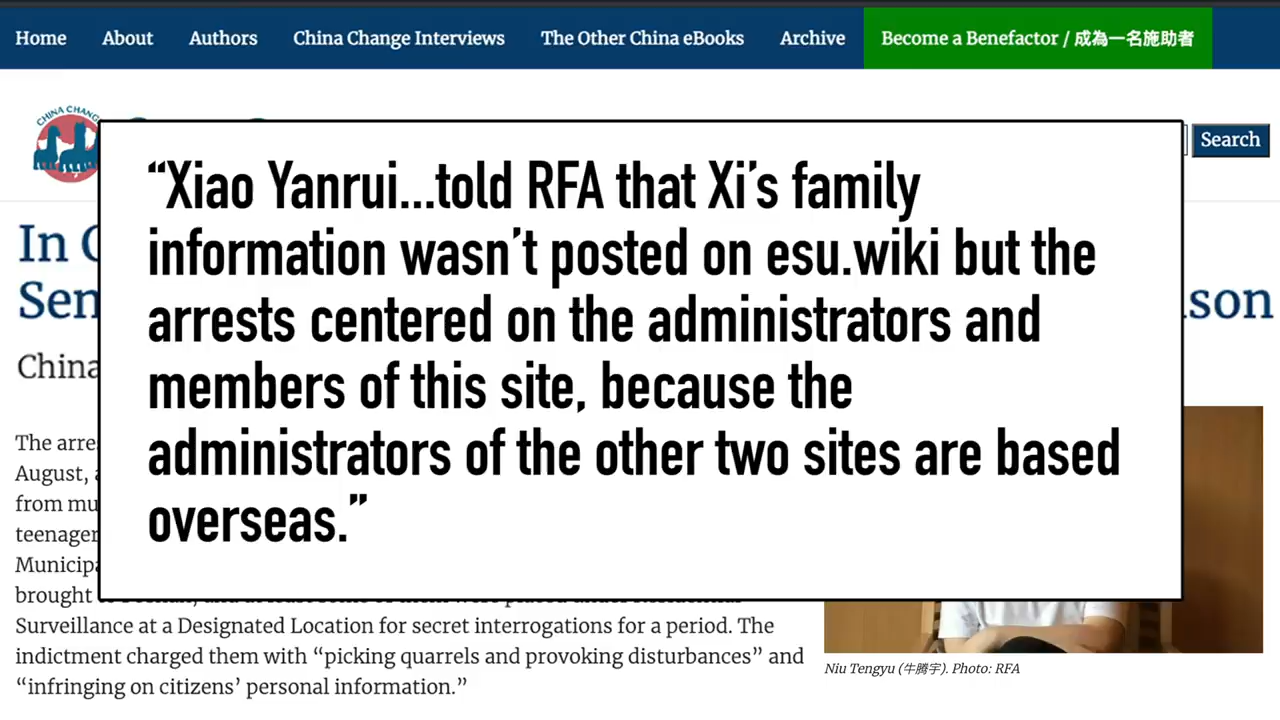 Home About Authors China Change Interviews The Other China eBooks Archive Become a Benefactor / 成為一名施助者
CHINA CHANG
Search
“Xiao Yanrui...told RFA that Xi’s family
information wasn’t posted on esu.wiki but the
arrests centered on the administrators and
members of this site, because the
administrators of the other two sites are based
overseas.”
In
Sen son
China
The arre
August,
from mu
teenager
Municipa
brought
Surveillance at a Designated Location for secret interrogations for a period. The
indictment charged them with “picking quarrels and provoking disturbances” and
“infringing on citizens’ personal information.”
Niu Tengyu (牛腾宇). Photo: RFA